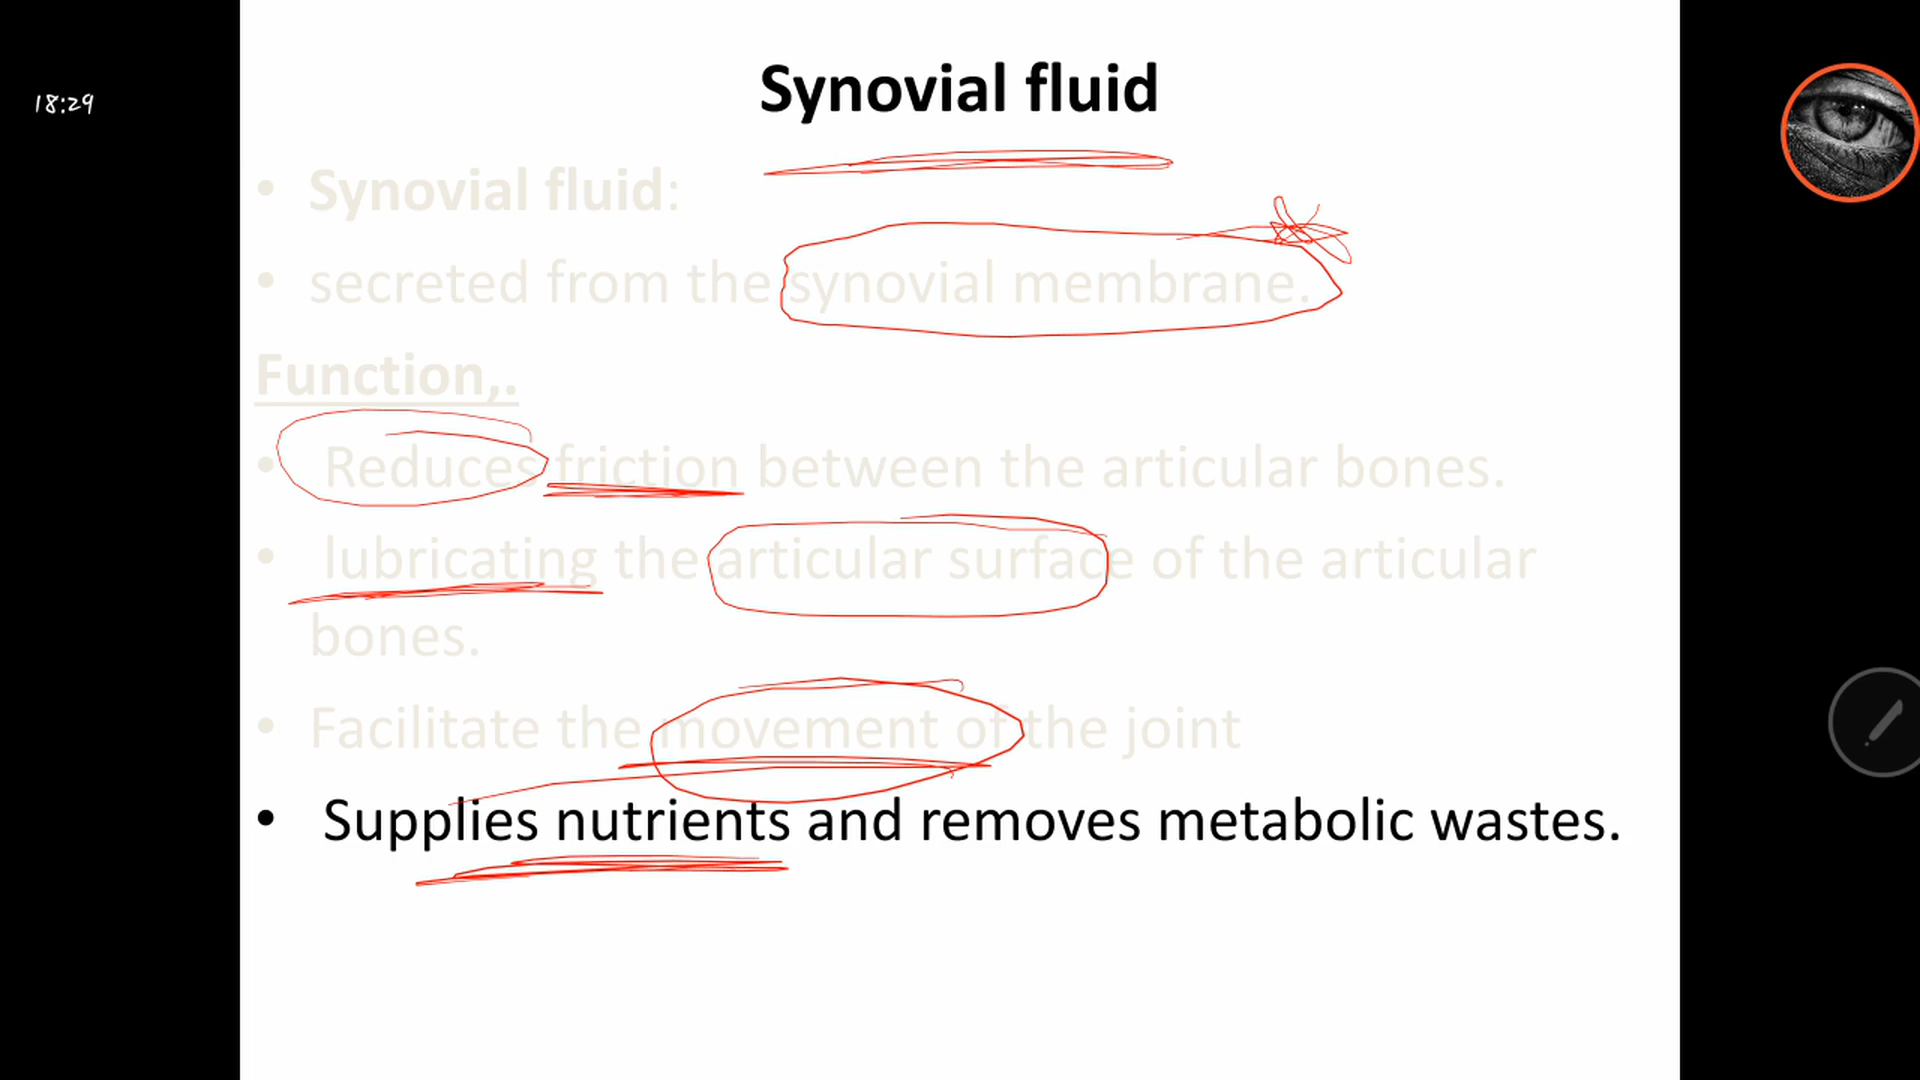 Synovial fluid
18:29
• Synovial fluid:
• secreted from the synovial membrane.
Function,.
• Reduces friction between the articular bones.
• lubricating the articular surface of the articular
bones.
• Facilitate the movement of the joint
• Supplies nutrients and removes metabolic wastes.